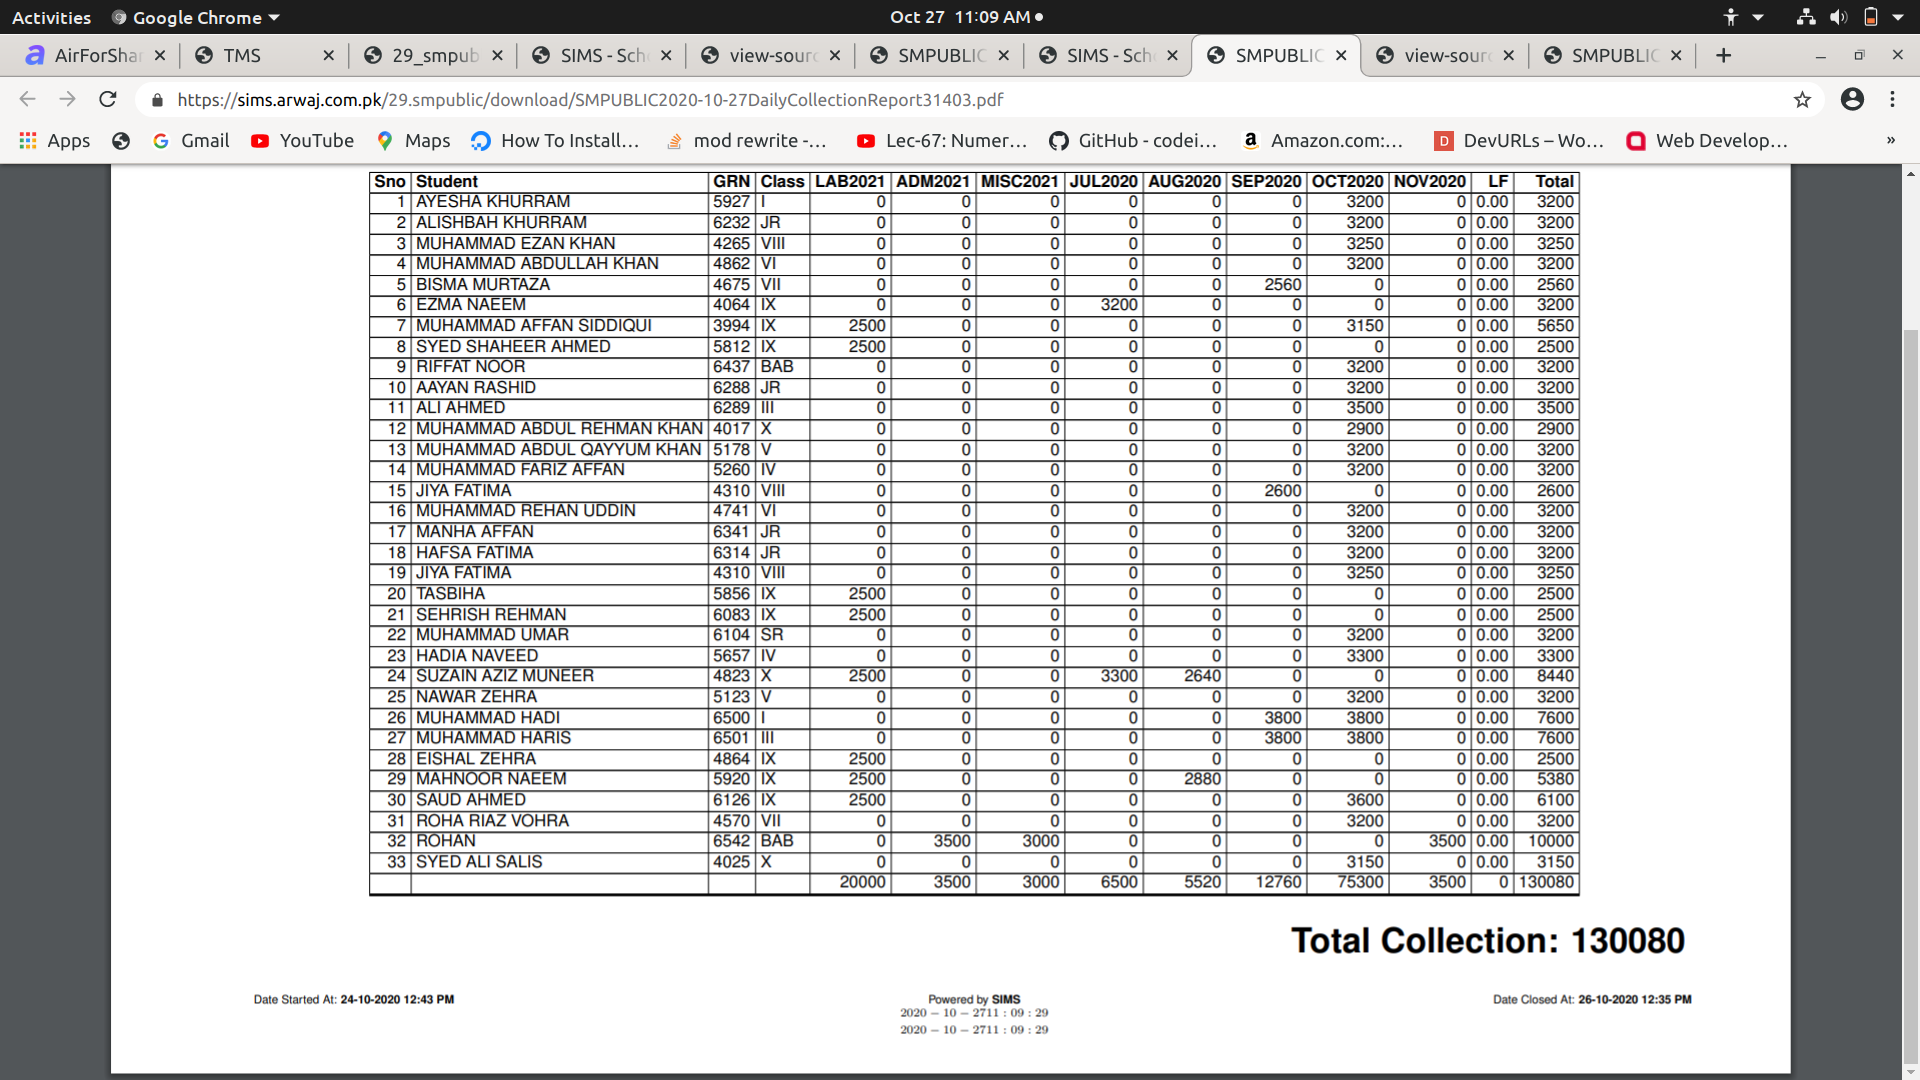 Activities Google Chrome Oct 27 11:09 AM
AirForShar TMS 29_smpub SIMS - Sch view-sour SMPUBLIC SIMS - Sch SMPUBLIC view-sour SMPUBLIC
https://sims.arwaj.com.pk/29.smpublic/download/SMPUBLIC2020-10-27DailyCollectionReport31403.pdf
Apps Gmail YouTube Maps How To Install... mod rewrite -... Lec-67: Numer... GitHub - codei... Amazon.com:... DevURLs – Wo... Web Develop... »
Sno Student GRN Class LAB2021 ADM2021 MISC2021 JUL2020 AUG2020 SEP2020 OCT2020 NOV2020 LF Total
1 AYESHA KHURRAM 5927 I 0 0 0 0 0 0 3200 0 0.00 3200
2 ALISHBAH KHURRAM 6232 JR 0 0 0 0 0 0 3200 0 0.00 3200
3 MUHAMMAD EZAN KHAN 4265 VIII 0 0 0 0 0 0 3250 0 0.00 3250
4 MUHAMMAD ABDULLAH KHAN 4862 VI 0 0 0 0 0 0 3200 0 0.00 3200
5 BISMA MURTAZA 4675 VII 0 0 0 0 0 2560 0 0 0.00 2560
6 EZMA NAEEM 4064 IX 0 0 0 3200 0 0 0 0 0.00 3200
7 MUHAMMAD AFFAN SIDDIQUI 3994 IX 2500 0 0 0 0 0 3150 0 0.00 5650
8 SYED SHAHEER AHMED 5812 IX 2500 0 0 0 0 0 0 0 0.00 2500
9 RIFFAT NOOR 6437 BAB 0 0 0 0 0 0 3200 0 0.00 3200
10 AAYAN RASHID 6288 JR 0 0 0 0 0 0 3200 0 0.00 3200
11 ALI AHMED 6289 III 0 0 0 0 0 0 3500 0 0.00 3500
12 MUHAMMAD ABDUL REHMAN KHAN 4017 X 0 0 0 0 0 0 2900 0 0.00 2900
13 MUHAMMAD ABDUL QAYYUM KHAN 5178 V 0 0 0 0 0 0 3200 0 0.00 3200
14 MUHAMMAD FARIZ AFFAN 5260 IV 0 0 0 0 0 0 3200 0 0.00 3200
15 JIYA FATIMA 4310 VIII 0 0 0 0 0 2600 0 0 0.00 2600
16 MUHAMMAD REHAN UDDIN 4741 VI 0 0 0 0 0 0 3200 0 0.00 3200
17 MANHA AFFAN 6341 JR 0 0 0 0 0 0 3200 0 0.00 3200
18 HAFSA FATIMA 6314 JR 0 0 0 0 0 0 3200 0 0.00 3200
19 JIYA FATIMA 4310 VIII 0 0 0 0 0 0 3250 0 0.00 3250
20 TASBIHA 5856 IX 2500 0 0 0 0 0 0 0 0.00 2500
21 SEHRISH REHMAN 6083 IX 2500 0 0 0 0 0 0 0 0.00 2500
22 MUHAMMAD UMAR 6104 SR 0 0 0 0 0 0 3200 0 0.00 3200
23 HADIA NAVEED 5657 IV 0 0 0 0 0 0 3300 0 0.00 3300
24 SUZAIN AZIZ MUNEER 4823 X 2500 0 0 3300 2640 0 0 0 0.00 8440
25 NAWAR ZEHRA 5123 V 0 0 0 0 0 0 3200 0 0.00 3200
26 MUHAMMAD HADI 6500 I 0 0 0 0 0 3800 3800 0 0.00 7600
27 MUHAMMAD HARIS 6501 III 0 0 0 0 0 3800 3800 0 0.00 7600
28 EISHAL ZEHRA 4864 IX 2500 0 0 0 0 0 0 0 0.00 2500
29 MAHNOOR NAEEM 5920 IX 2500 0 0 0 2880 0 0 0 0.00 5380
30 SAUD AHMED 6126 IX 2500 0 0 0 0 0 3600 0 0.00 6100
31 ROHA RIAZ VOHRA 4570 VII 0 0 0 0 0 0 3200 0 0.00 3200
32 ROHAN 6542 BAB 0 3500 3000 0 0 0 0 3500 0.00 10000
33 SYED ALI SALIS 4025 X 0 0 0 0 0 0 3150 0 0.00 3150
20000 3500 3000 6500 5520 12760 75300 3500 0 130080
Total Collection: 130080
Date Started At: 24-10-2020 12:43 PM Powered by SIMS Date Closed At: 26-10-2020 12:35 PM
2020 − 10 − 2711 : 09 : 29
2020 − 10 − 2711 : 09 : 29